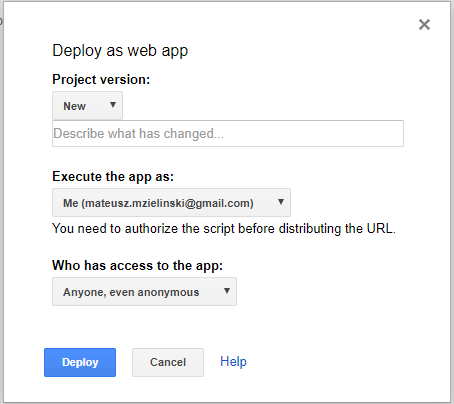 Deploy as web app
Project version:
New
Describe what has changed...
Execute the app as:
Me (mateusz.mzielinski@gmail.com)
You need to authorize the script before distributing the URL.
Who has access to the app:
Anyone, even anonymous
Deploy Cancel Help